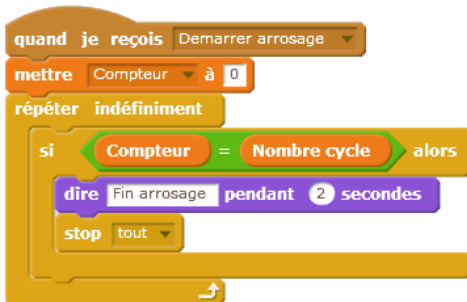 quand je reçois Demarrer arrosage
mettre Compteur à 0
répéter indéfiniment
si Compteur = Nombre cycle alors
dire Fin arrosage pendant 2 secondes
stop tout